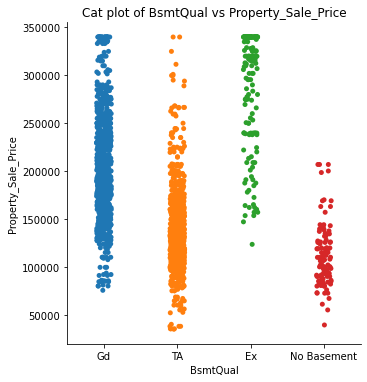 Cat plot of BsmtQual vs Property_Sale_Price
350000
300000
250000
200000
150000
100000
50000
Property_Sale_Price
Gd TA Ex No Basement
BsmtQual